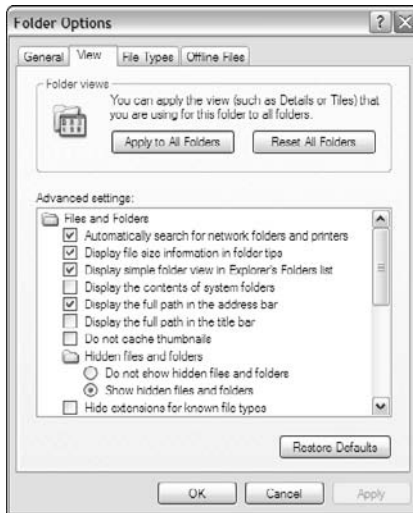 Folder Options
General View File Types Offline Files
Folder views
You can apply the view (such as Details or Tiles) that
you are using for this folder to all folders.
Apply to All Folders Reset All Folders
Advanced settings:
Files and Folders
Automatically search for network folders and printers
Display file size information in folder tips
Display simple folder view in Explorer's Folders list
Display the contents of system folders
Display the full path in the address bar
Display the full path in the title bar
Do not cache thumbnails
Hidden files and folders
Do not show hidden files and folders
Show hidden files and folders
Hide extensions for known file types
Restore Defaults
OK Cancel Apply